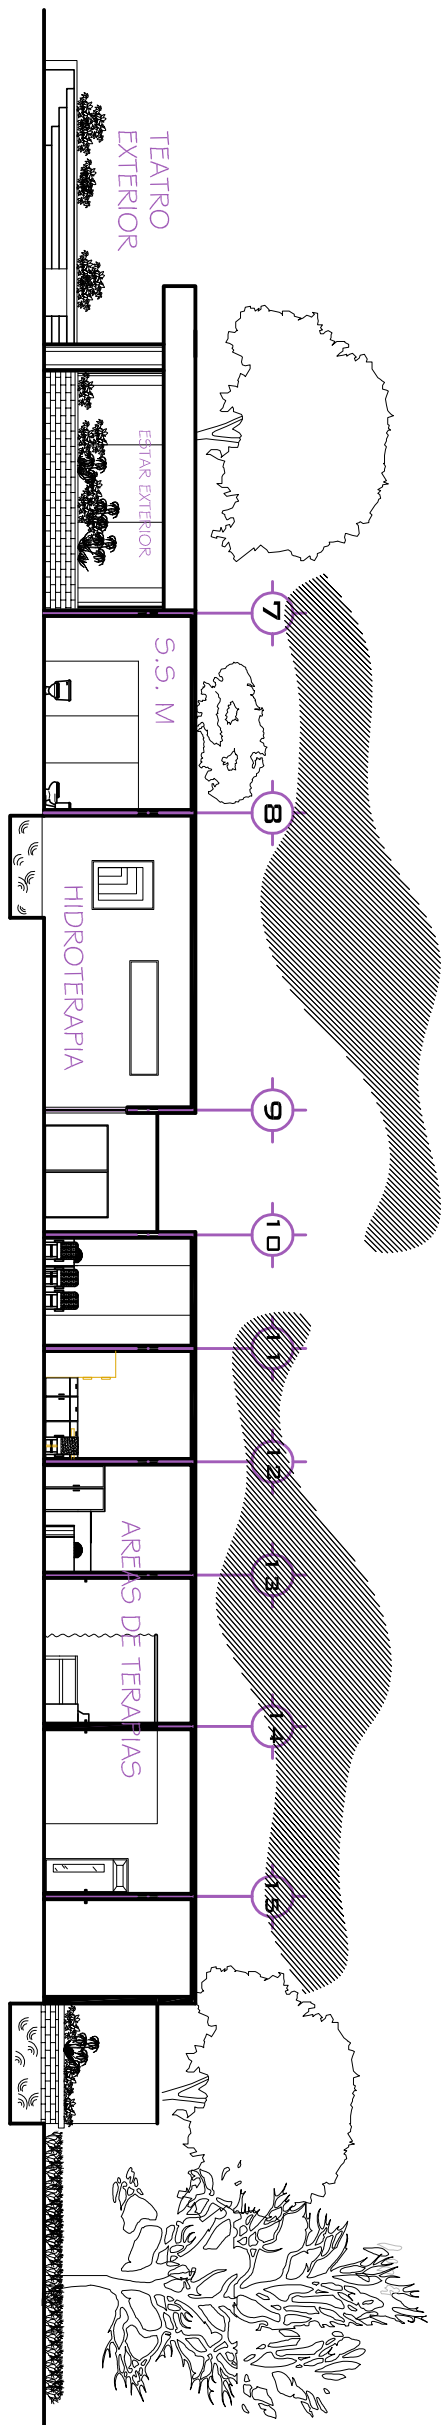 TEATRO
EXTERIOR
ESTAR EXTERIOR
7
S.S. M
8
HIDROTERAPIA
9
10
11
12
AREAS DE TERAPIAS
13
14
15